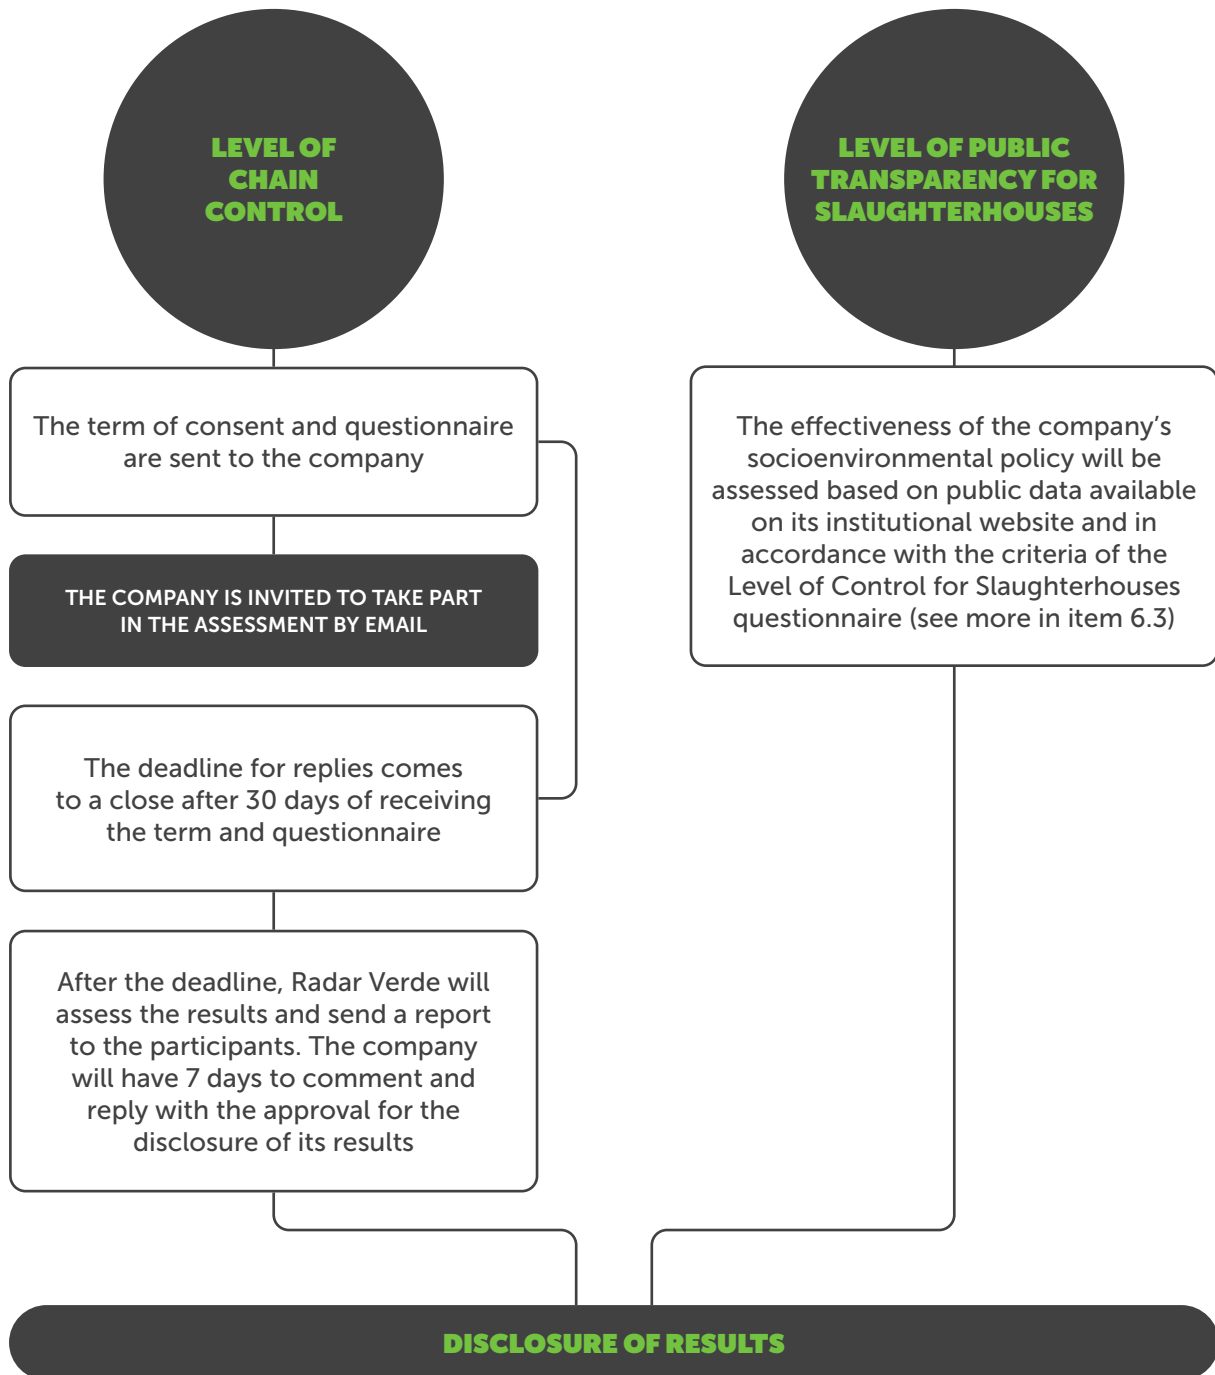 LEVEL OF
CHAIN
CONTROL
The term of consent and questionnaire
are sent to the company
THE COMPANY IS INVITED TO TAKE PART
IN THE ASSESSMENT BY EMAIL
The deadline for replies comes
to a close after 30 days of receiving
the term and questionnaire
After the deadline, Radar Verde will
assess the results and send a report
to the participants. The company
will have 7 days to comment and
reply with the approval for the
disclosure of its results
LEVEL OF PUBLIC
TRANSPARENCY FOR
SLAUGHTERHOUSES
The effectiveness of the company’s
socioenvironmental policy will be
assessed based on public data available
on its institutional website and in
accordance with the criteria of the
Level of Control for Slaughterhouses
questionnaire (see more in item 6.3)
DISCLOSURE OF RESULTS